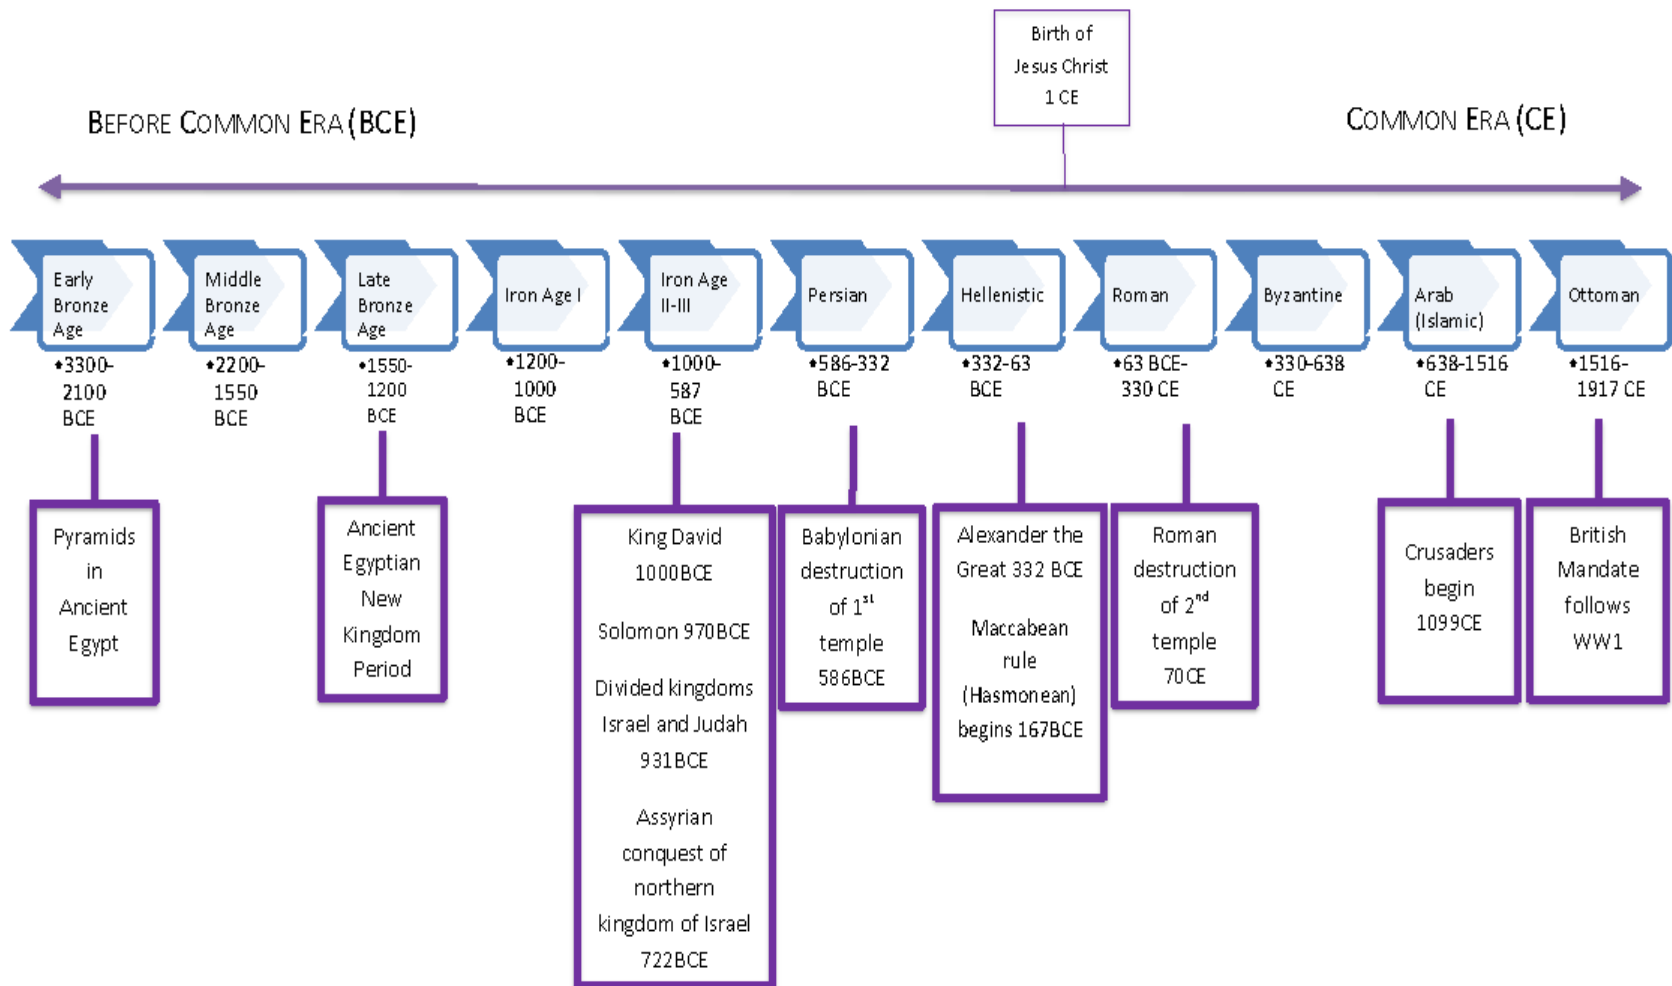 Birth of
Jesus Christ
1 CE
BEFORE COMMON ERA (BCE)
COMMON ERA (CE)
Early
Bronze
Age
•3300-
2100
BCE
Middle
Bronze
Age
•2200-
1550
BCE
Late
Bronze
Age
•1550-
1200
BCE
Iron Age I
•1200-
1000
BCE
Iron Age
II-III
•1000-
587
BCE
Persian
•586-332
BCE
Hellenistic
•332-63
BCE
Roman
•63 BCE-
330 CE
Byzantine
•330-638
CE
Arab
(Islamic)
•638-1516
CE
Ottoman
•1516-
1917 CE
Pyramids
in
Ancient
Egypt
Ancient
Egyptian
New
Kingdom
Period
King David
1000BCE
Solomon 970BCE
Divided kingdoms
Israel and Judah
931BCE
Assyrian
conquest of
northern
kingdom of Israel
722BCE
Babylonian
destruction
of 1st
temple
586BCE
Alexander the
Great 332 BCE
Maccabean
rule
(Hasmonean)
begins 167BCE
Roman
destruction
of 2nd
temple
70CE
Crusaders
begin
1099CE
British
Mandate
follows
WW1